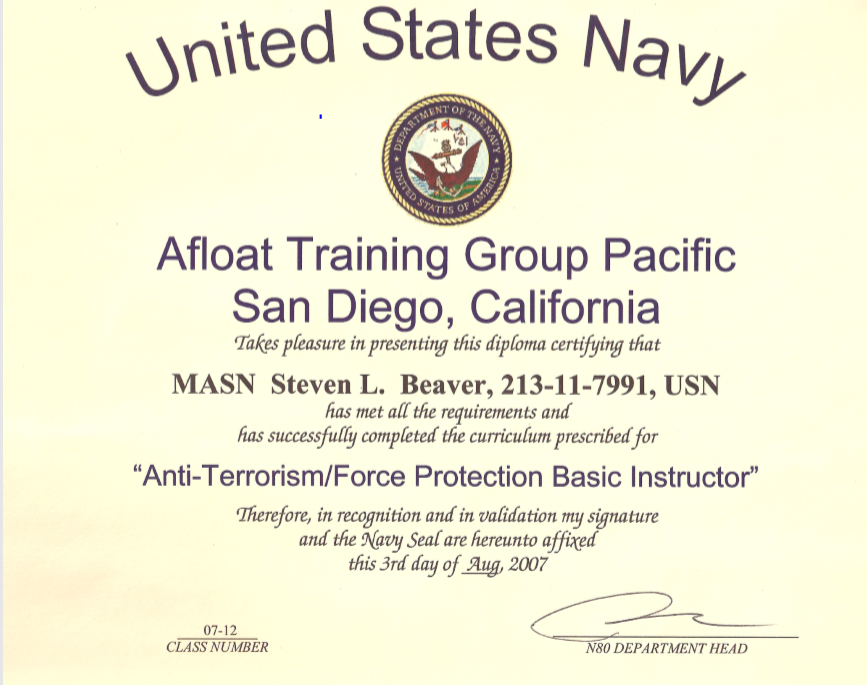 United States Navy
DEPARTMENT OF THE NAVY
UNITED STATES OF AMERICA
Afloat Training Group Pacific
San Diego, California
Takes pleasure in presenting this diploma certifying that
MASN Steven L. Beaver, 213-11-7991, USN
has met all the requirements and
has successfully completed the curriculum prescribed for
“Anti-Terrorism/Force Protection Basic Instructor”
Therefore, in recognition and in validation my signature
and the Navy Seal are hereunto affixed
this 3rd day of Aug, 2007
07-12
CLASS NUMBER
N80 DEPARTMENT HEAD